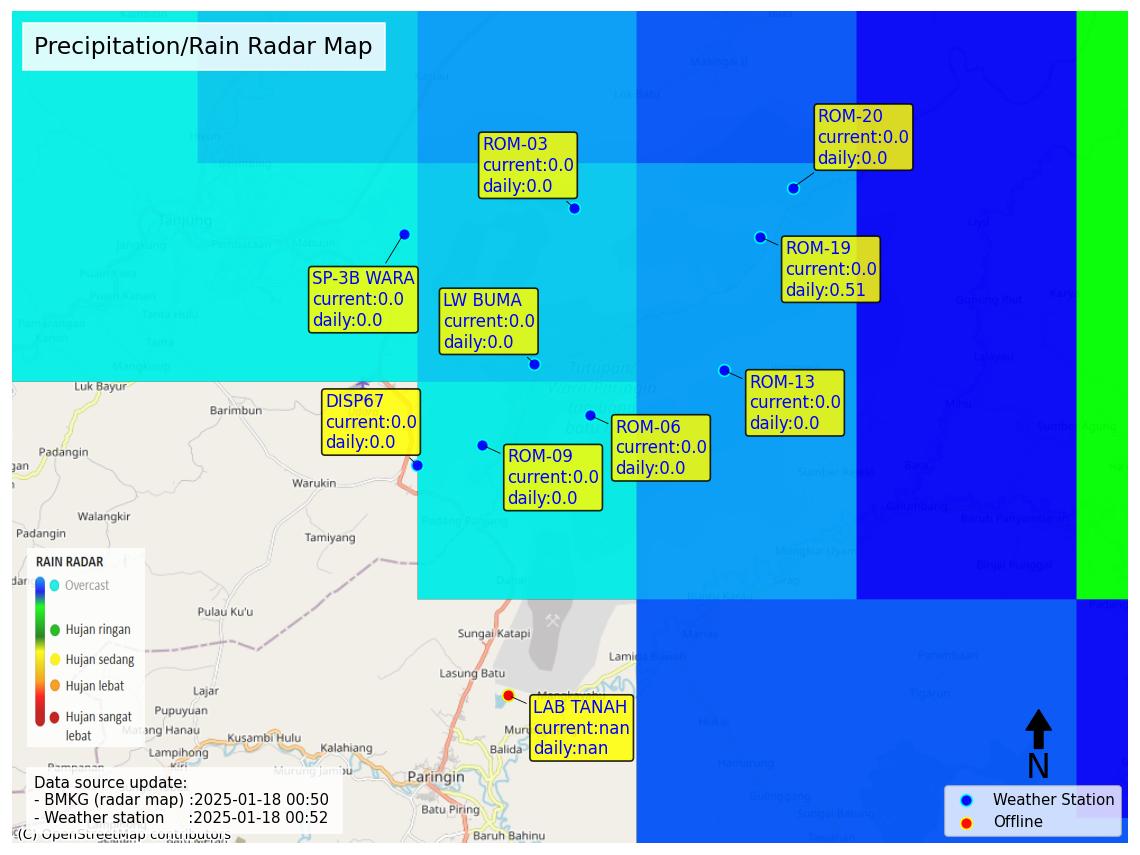 Precipitation/Rain Radar Map
ROM-20
current:0.0
daily:0.0
ROM-03
current:0.0
daily:0.0
ROM-19
current:0.0
daily:0.51
SP-3B WARA
current:0.0
daily:0.0
LW BUMA
current:0.0
daily:0.0
ROM-13
current:0.0
daily:0.0
DISP67
current:0.0
daily:0.0
ROM-06
current:0.0
daily:0.0
ROM-09
current:0.0
daily:0.0
LAB TANAH
current:nan
daily:nan
Tanjung
Luk Bayur
Barimbun
Padangin
Warukin
Walangkir
Padangin
Tamiyang
Pulau Ku'u
Sungai Katapi
Lasung Batu
Lajar
Pupuyuan
Matang Hanau
Kusambi Hulu
Lampihong
Kalahiang
Murung Jambu
Balida
Paringin
Batu Piring
Baruh Bahinu
RAIN RADAR
Overcast
Hujan ringan
Hujan sedang
Hujan lebat
Hujan sangat
lebat
Data source update:
- BMKG (radar map) :2025-01-18 00:50
- Weather station :2025-01-18 00:52
(C) OpenStreetMap contributors
N
Weather Station
Offline